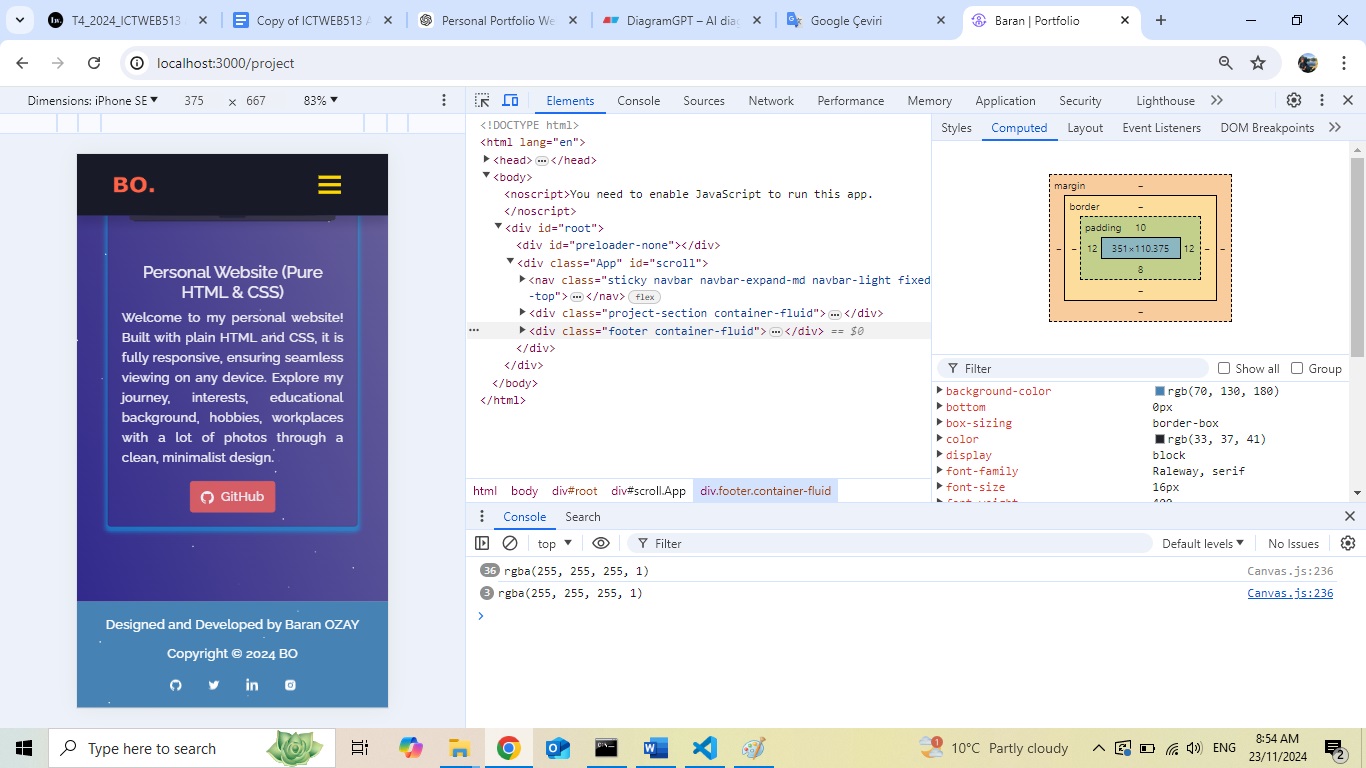 T4_2024_ICTWEB513
Copy of ICTWEB513 A
Personal Portfolio We
DiagramGPT – AI dia
Google Çeviri
Baran | Portfolio
localhost:3000/project
Dimensions: iPhone SE 375 × 667 83%
Elements Console Sources Network Performance Memory Application Security Lighthouse
BO.
Personal Website (Pure
HTML & CSS)
Welcome to my personal website!
Built with plain HTML and CSS, it is
fully responsive, ensuring seamless
viewing on any device. Explore my
journey, interests, educational
background, hobbies, workplaces
with a lot of photos through a
clean, minimalist design.
GitHub
Designed and Developed by Baran OZAY
Copyright © 2024 BO
<!DOCTYPE html>
<html lang="en">
<head> </head>
<body>
<noscript>You need to enable JavaScript to run this app.
</noscript>
<div id="root">
<div id="preloader-none"></div>
<div class="App" id="scroll">
<nav class="sticky navbar navbar-expand-md navbar-light fixed
-top"> </nav> flex
<div class="project-section container-fluid"> </div>
<div class="footer container-fluid"> </div> == $0
</div>
</div>
</body>
</html>
html body div#root div#scroll.App div.footer.container-fluid
Styles Computed Layout Event Listeners DOM Breakpoints
margin –
border –
padding 10
– – 12 351×110.375 12 – –
8
–
–
Filter Show all Group
background-color rgb(70, 130, 180)
bottom 0px
box-sizing border-box
color rgb(33, 37, 41)
display block
font-family Raleway, serif
font-size 16px
font-weight 400
Console Search
top Filter Default levels No Issues
36 rgba(255, 255, 255, 1) Canvas.js:236
3 rgba(255, 255, 255, 1) Canvas.js:236
Type here to search
10°C Partly cloudy
ENG
8:54 AM
23/11/2024
2